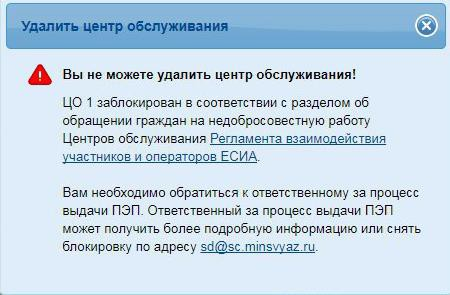 Удалить центр обслуживания
Вы не можете удалить центр обслуживания!
ЦО 1 заблокирован в соответствии с разделом об
обращении граждан на недобросовестную работу
Центров обслуживания Регламента взаимодействия
участников и операторов ЕСИА.
Вам необходимо обратиться к ответственному за процесс
выдачи ПЭП. Ответственный за процесс выдачи ПЭП
может получить более подробную информацию или снять
блокировку по адресу sd@sc.minsvyaz.ru.